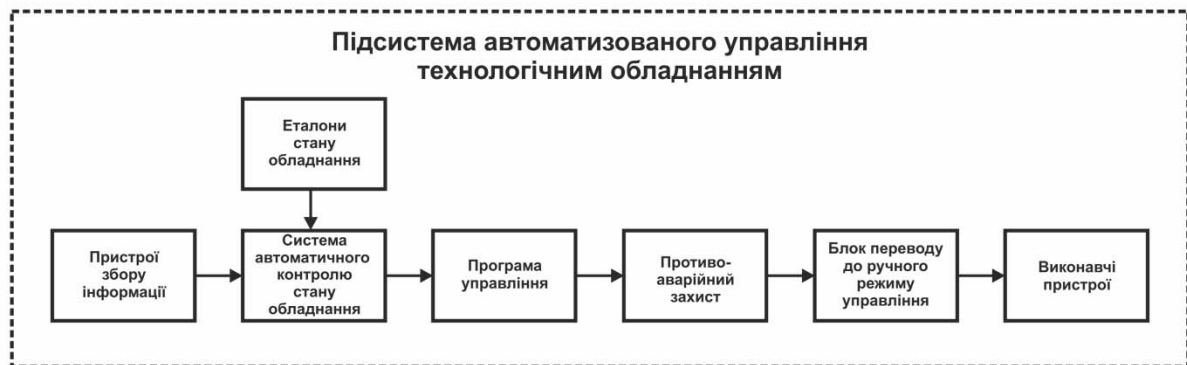 Підсистема автоматизованого управління
технологічним обладнанням
Еталони
стану
обладнання
Пристрої
збору
інформації
Система
автоматичного
контролю
стану
обладнання
Програма
управління
Противо-
аварійний
захист
Блок переводу
до ручного
режиму
управління
Виконавчі
пристрої